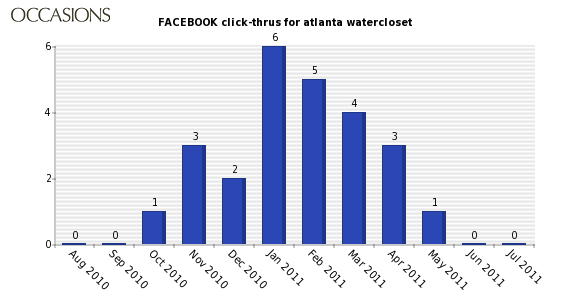 OCCASIONS
FACEBOOK click-thrus for atlanta watercloset
6
4
2
0
0
0
1
3
2
6
5
4
3
1
0
0
Aug 2010
Sep 2010
Oct 2010
Nov 2010
Dec 2010
Jan 2011
Feb 2011
Mar 2011
Apr 2011
May 2011
Jun 2011
Jul 2011